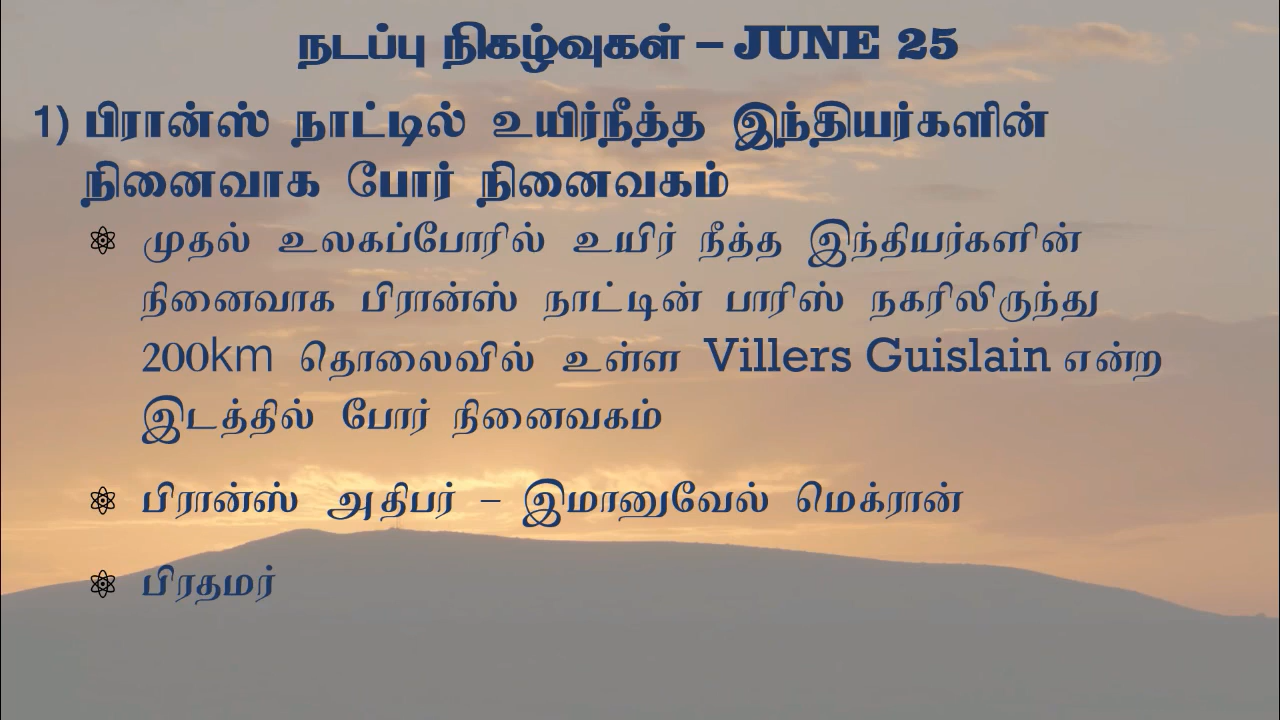 நடப்பு நிகழ்வுகள் – JUNE 25
1) பிரான்ஸ் நாட்டில் உயிர்நீத்த இந்தியர்களின்
நினைவாக போர் நினைவகம்
முதல் உலகப்போரில் உயிர் நீத்த இந்தியர்களின்
நினைவாக பிரான்ஸ் நாட்டின் பாரிஸ் நகரிலிருந்து
200km தொலைவில் உள்ள Villers Guislain என்ற
இடத்தில் போர் நினைவகம்
பிரான்ஸ் அதிபர் – இமானுவேல் மெக்ரான்
பிரதமர்